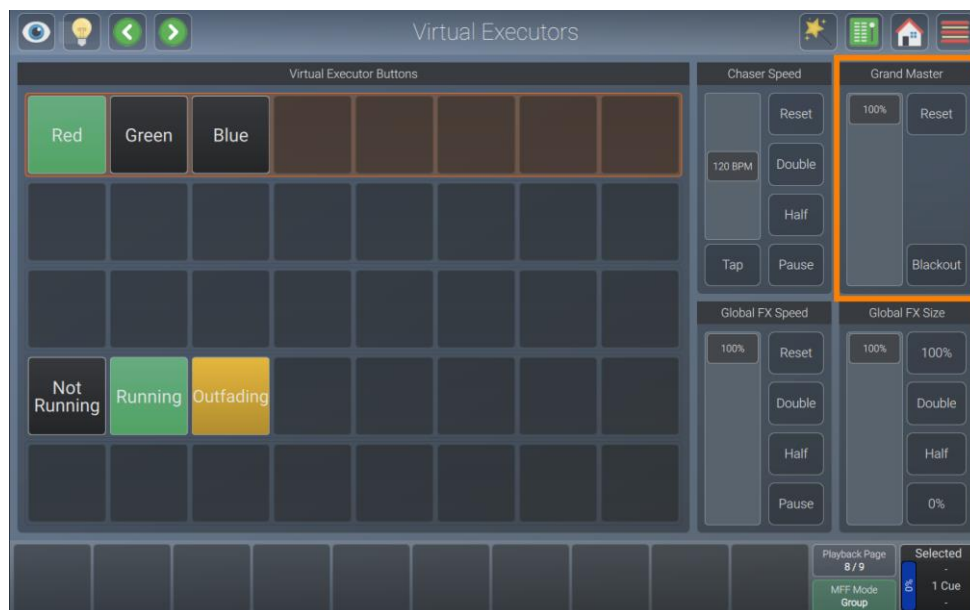 Virtual Executors
Virtual Executor Buttons
Red
Green
Blue
Not
Running
Running
Outfading
Chaser Speed
120 BPM
Reset
Double
Half
Tap
Pause
Grand Master
100%
Reset
Blackout
Global FX Speed
100%
Reset
Double
Half
Pause
Global FX Size
100%
100%
Double
Half
0%
Playback Page
8 / 9
MFF Mode
Group
0%
Selected
-
1 Cue
-